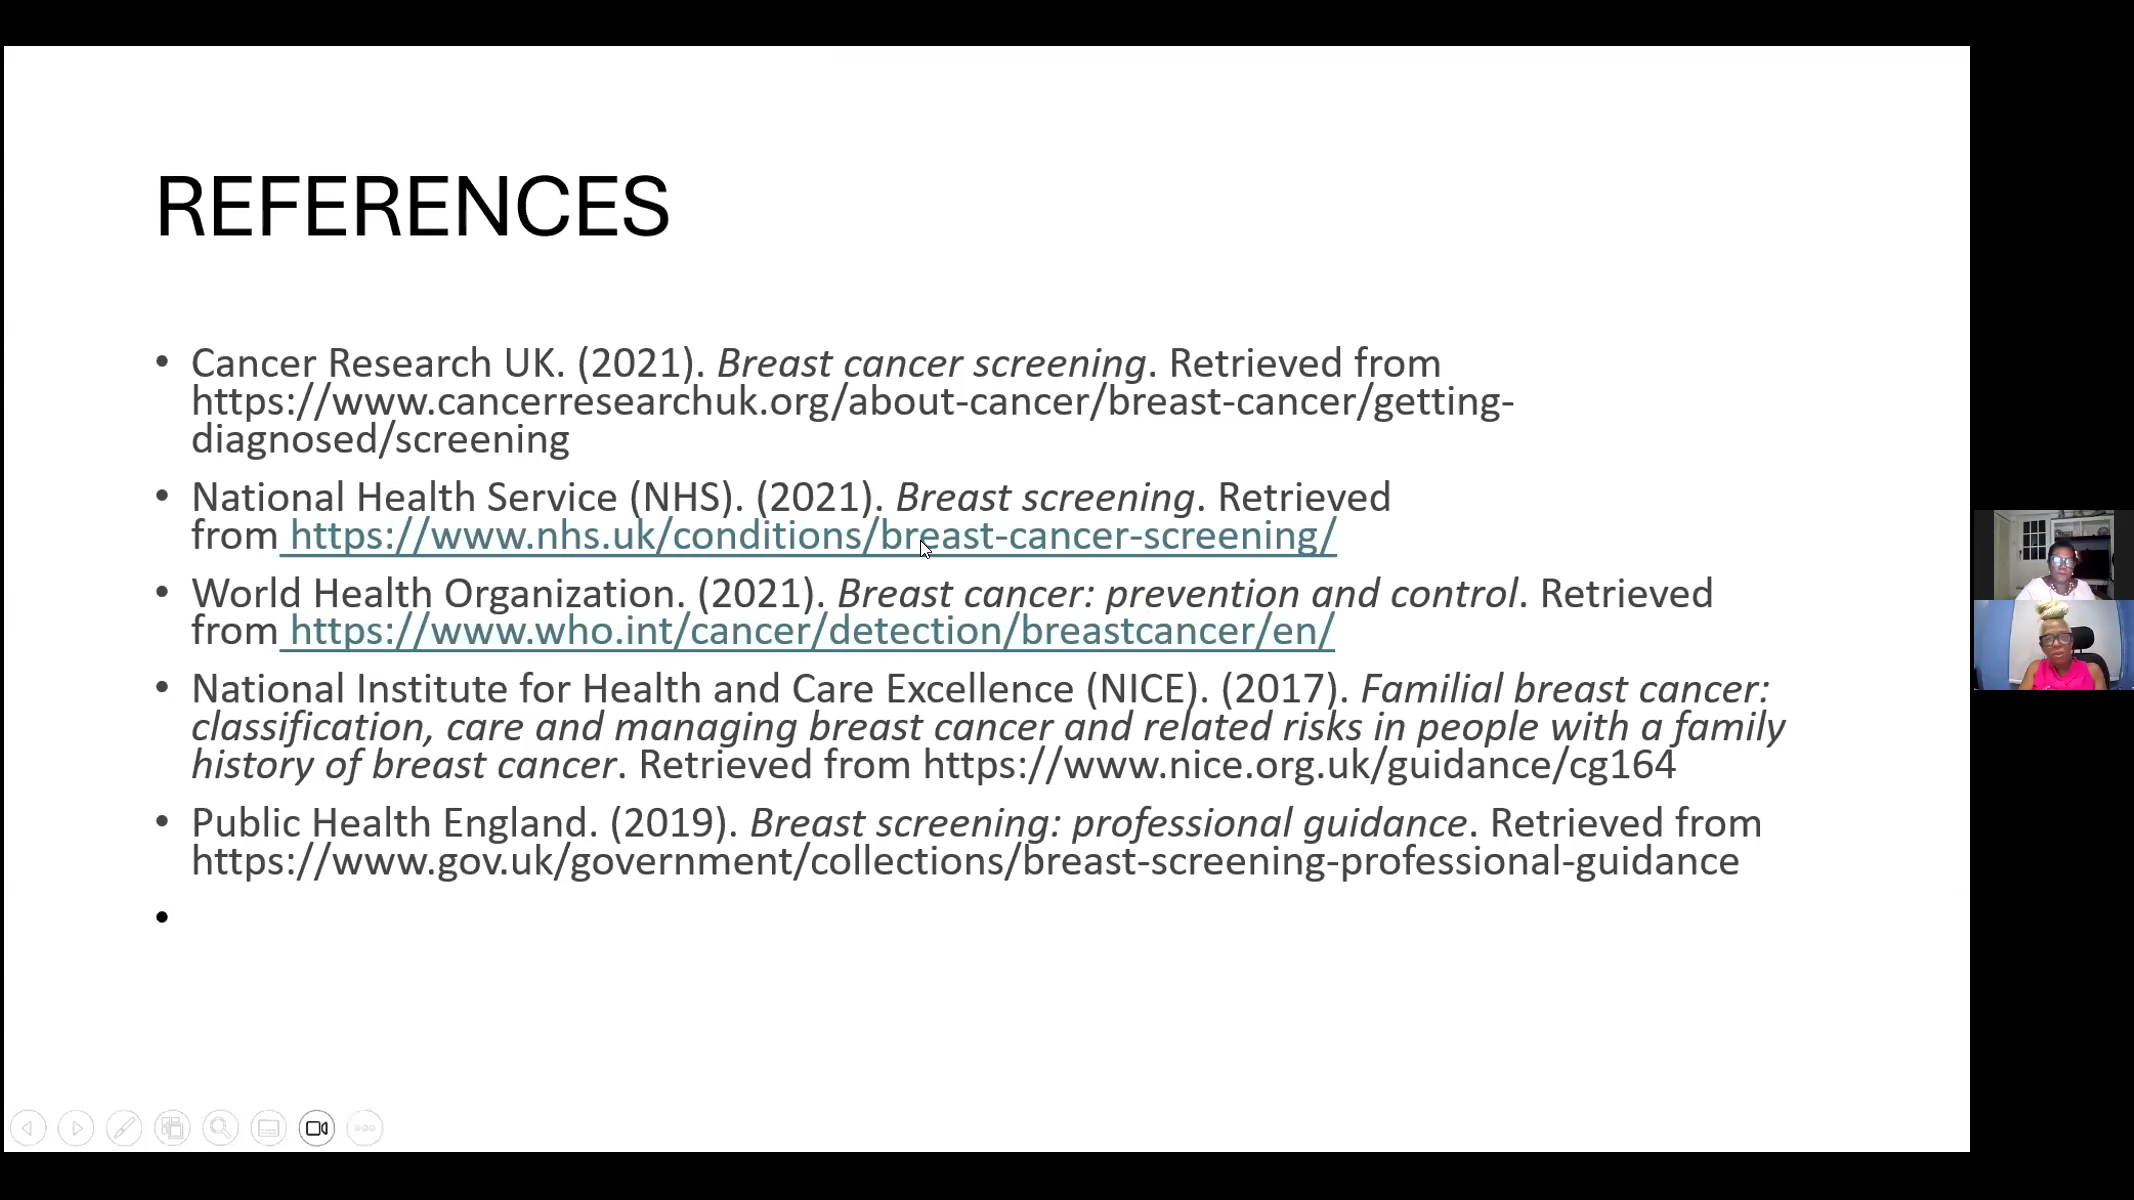 REFERENCES
• Cancer Research UK. (2021). Breast cancer screening. Retrieved from
https://www.cancerresearchuk.org/about-cancer/breast-cancer/getting-
diagnosed/screening
• National Health Service (NHS). (2021). Breast screening. Retrieved
from https://www.nhs.uk/conditions/breast-cancer-screening/
• World Health Organization. (2021). Breast cancer: prevention and control. Retrieved
from https://www.who.int/cancer/detection/breastcancer/en/
• National Institute for Health and Care Excellence (NICE). (2017). Familial breast cancer:
classification, care and managing breast cancer and related risks in people with a family
history of breast cancer. Retrieved from https://www.nice.org.uk/guidance/cg164
• Public Health England. (2019). Breast screening: professional guidance. Retrieved from
https://www.gov.uk/government/collections/breast-screening-professional-guidance
•